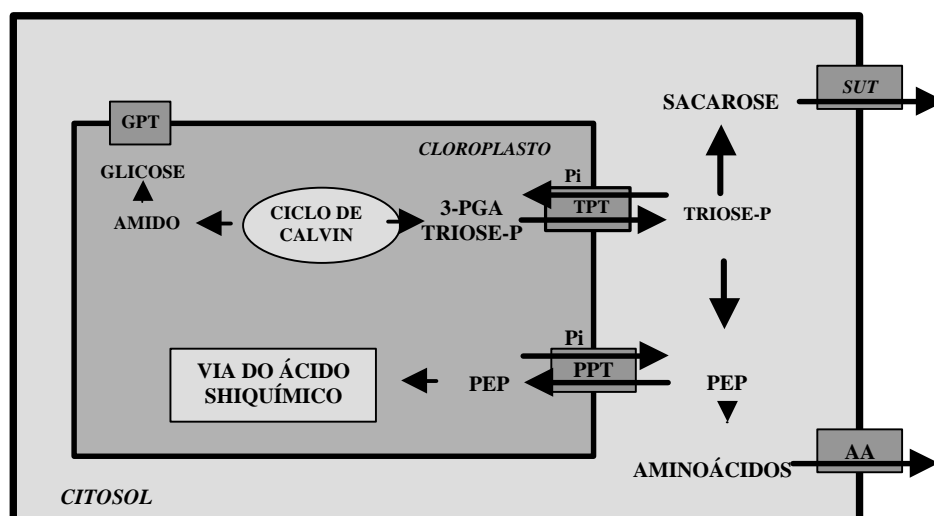 SUT
SACAROSE
GPT
CLOROPLASTO
GLICOSE
Pi
AMIDO
CICLO DE
CALVIN
3-PGA
TRIOSE-P
TPT
TRIOSE-P
Pi
VIA DO ÁCIDO
SHIQUÍMICO
PEP
PPT
PEP
AMINOÁCIDOS
AA
CITOSOL